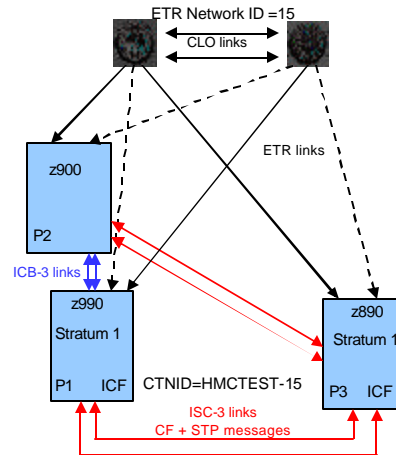 ETR Network ID =15
CLO links
ETR links
z900
P2
ICB-3 links
z990
Stratum 1
P1 ICF
CTNID=HMCTEST-15
z890
Stratum 1
P3 ICF
ISC-3 links
CF + STP messages